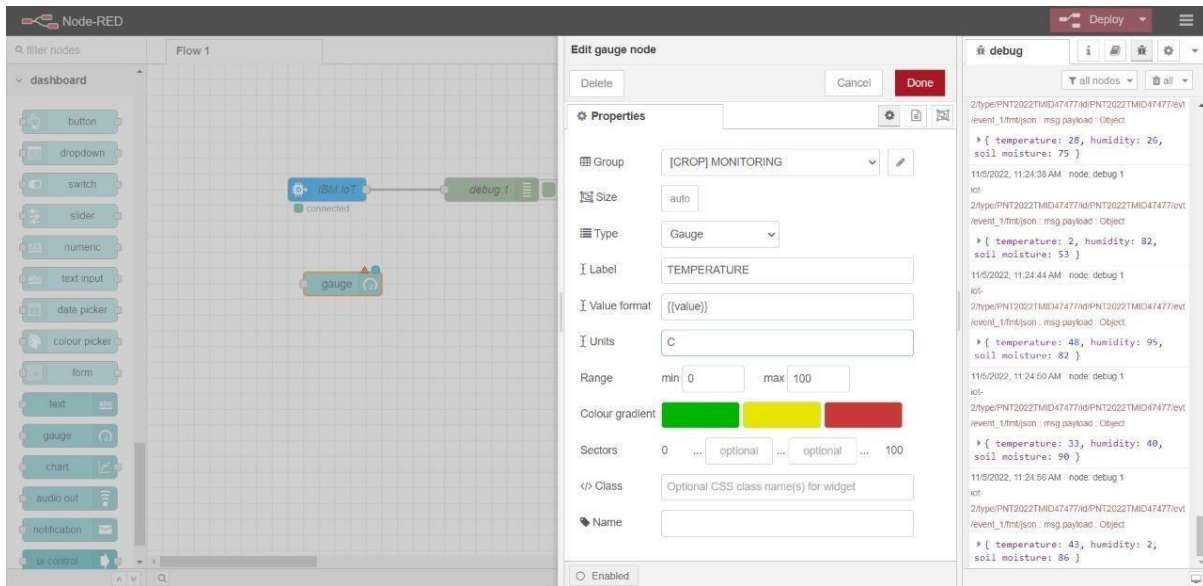 Node-RED
Deploy
filter nodes
dashboard
button
dropdown
switch
slider
numeric
text input
date picker
colour picker
form
text
abc
gauge
chart
audio out
notification
ui control
Flow 1
IBM IoT
connected
debug 1
gauge
Edit gauge node
Delete
Cancel
Done
Properties
Group
[CROP] MONITORING
Size
auto
Type
Gauge
Label
TEMPERATURE
Value format
{{value}}
Units
C
Range
min 0
max 100
Colour gradient
Sectors
0 ... optional ... optional ... 100
</> Class
Optional CSS class name(s) for widget
Name
Enabled
debug
i
all nodes
all
2/type/PNT2022TMID47477/id/PNT2022TMID47477/evt
/event_1/fmt/json : msg.payload : Object
{ temperature: 28, humidity: 26,
soil moisture: 75 }
11/5/2022, 11:24:38 AM node: debug 1
iot-
2/type/PNT2022TMID47477/id/PNT2022TMID47477/evt
/event_1/fmt/json : msg.payload : Object
{ temperature: 2, humidity: 82,
soil moisture: 53 }
11/5/2022, 11:24:44 AM node: debug 1
iot-
2/type/PNT2022TMID47477/id/PNT2022TMID47477/evt
/event_1/fmt/json : msg.payload : Object
{ temperature: 48, humidity: 95,
soil moisture: 82 }
11/5/2022, 11:24:50 AM node: debug 1
iot-
2/type/PNT2022TMID47477/id/PNT2022TMID47477/evt
/event_1/fmt/json : msg.payload : Object
{ temperature: 33, humidity: 40,
soil moisture: 90 }
11/5/2022, 11:24:56 AM node: debug 1
iot-
2/type/PNT2022TMID47477/id/PNT2022TMID47477/evt
/event_1/fmt/json : msg.payload : Object
{ temperature: 43, humidity: 2,
soil moisture: 86 }